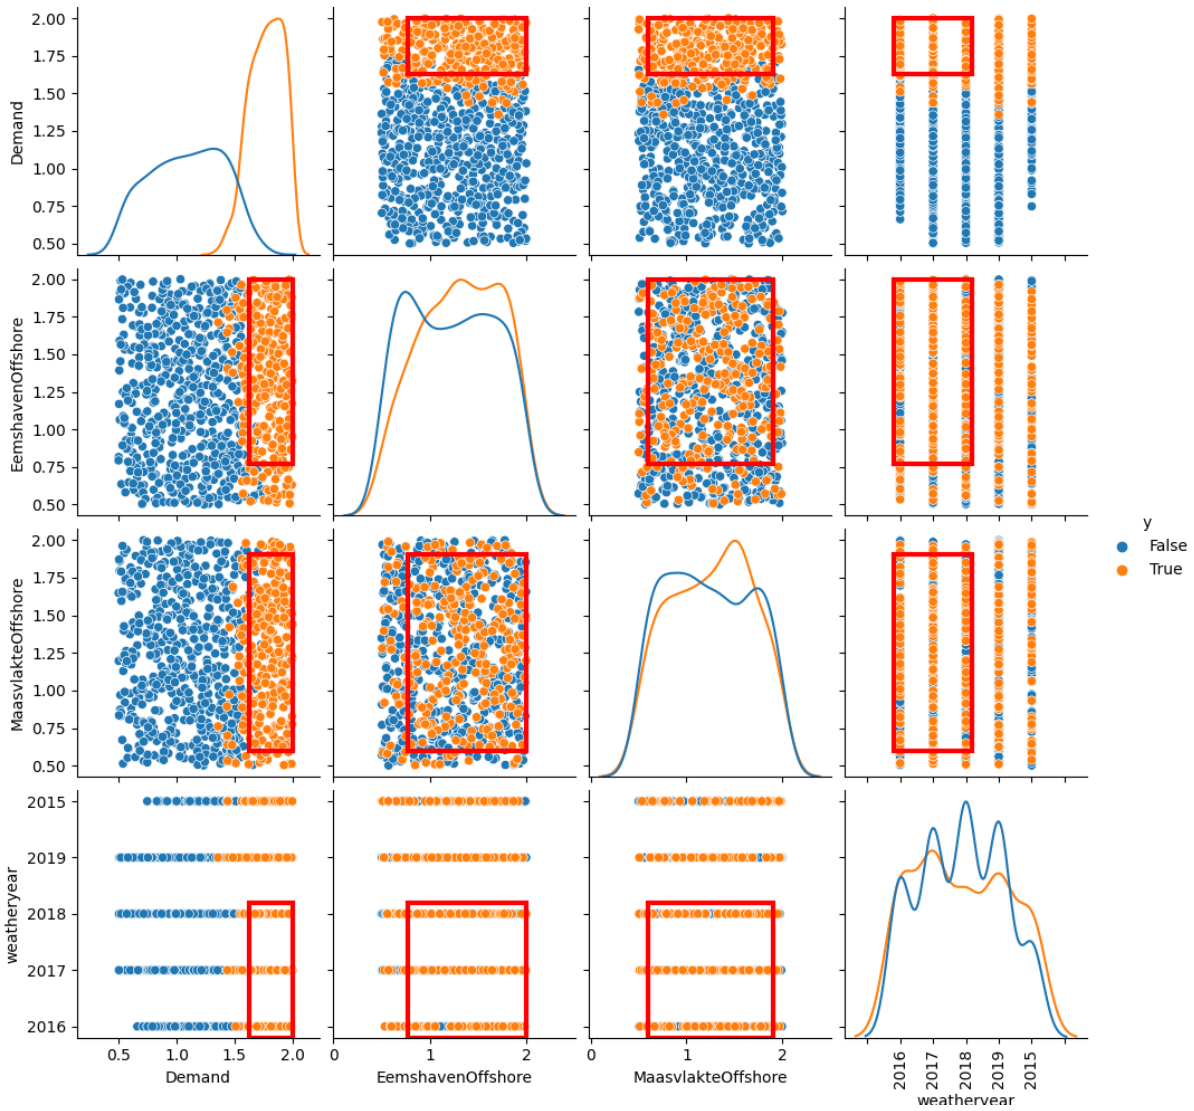 2.00
1.75
1.50
1.25
1.00
0.75
0.50
Demand
2.00
1.75
1.50
1.25
1.00
0.75
0.50
EemshavenOffshore
2.00
1.75
1.50
1.25
1.00
0.75
0.50
MaasvlakteOffshore
y
False
True
2015
2019
2018
2017
2016
weatheryear
0.5 1.0 1.5 2.0
Demand
0 1 2
EemshavenOffshore
0 1 2
MaasvlakteOffshore
2016 2017 2018 2019 2015
weatheryear